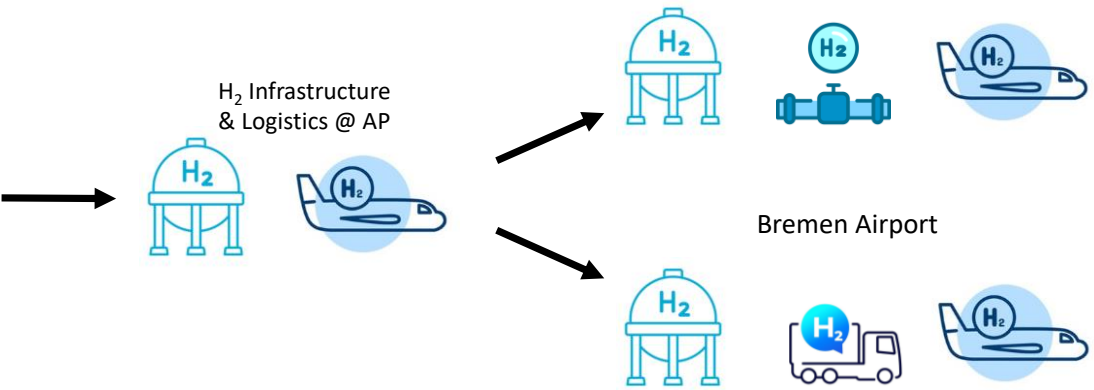 H₂ Infrastructure
& Logistics @ AP
H₂
H₂
H₂
H₂
H₂
Bremen Airport
H₂
H₂
H₂